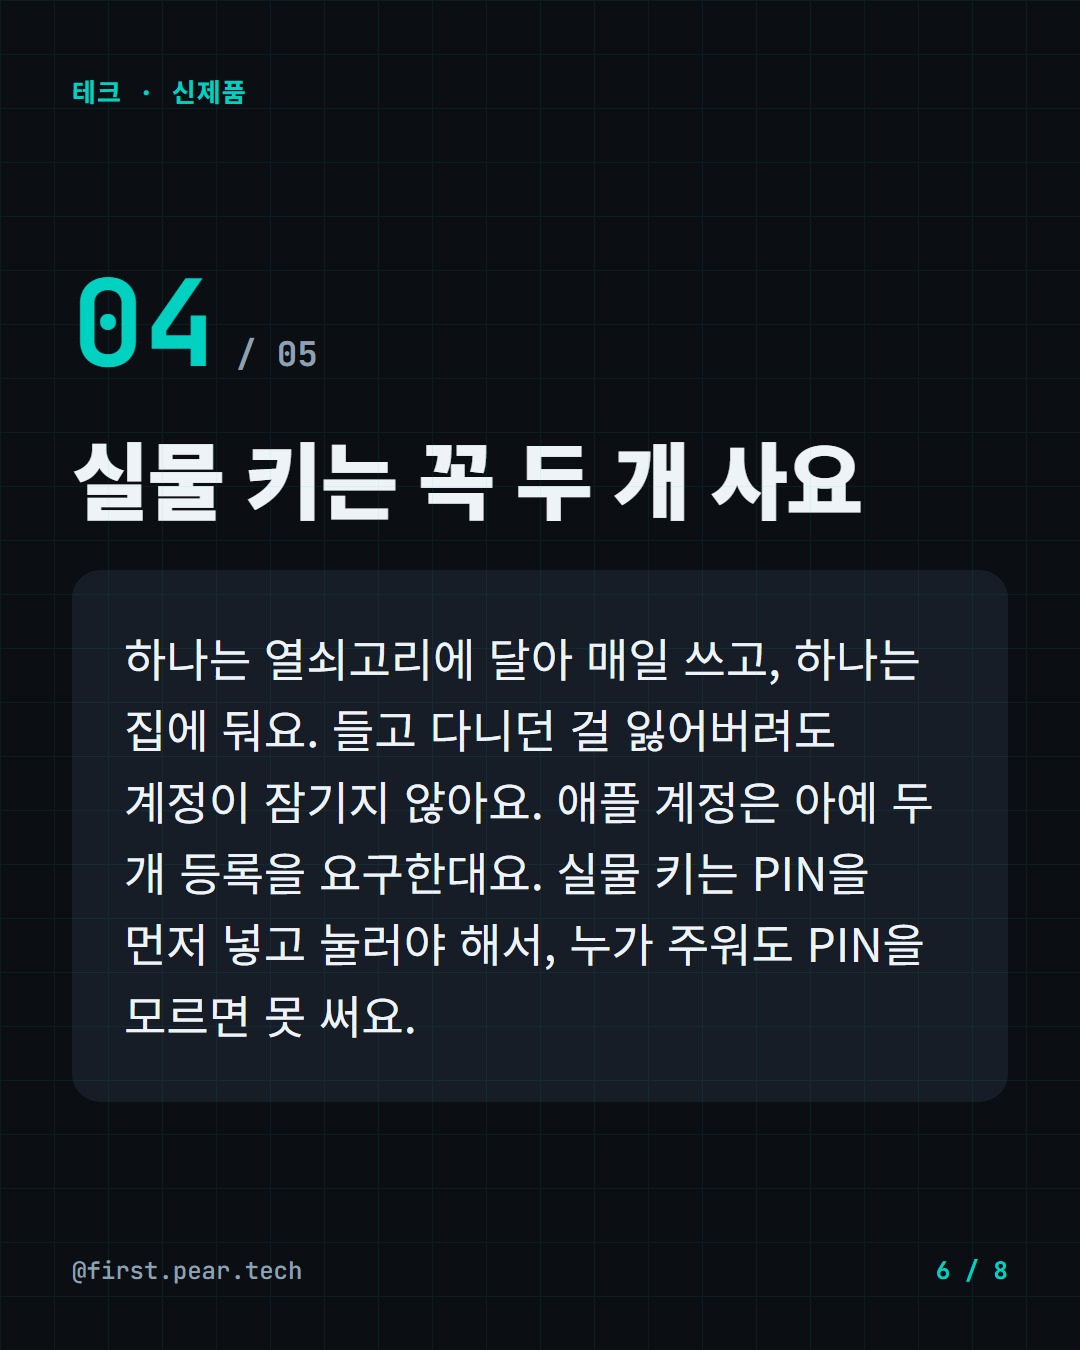 테크 · 신제품
04 / 05
실물 키는 꼭 두 개 사요
하나는 열쇠고리에 달아 매일 쓰고, 하나는
집에 둬요. 들고 다니던 걸 잃어버려도
계정이 잠기지 않아요. 애플 계정은 아예 두
개 등록을 요구한대요. 실물 키는 PIN을
먼저 넣고 눌러야 해서, 누가 주워도 PIN을
모르면 못 써요.
@first.pear.tech
6 / 8